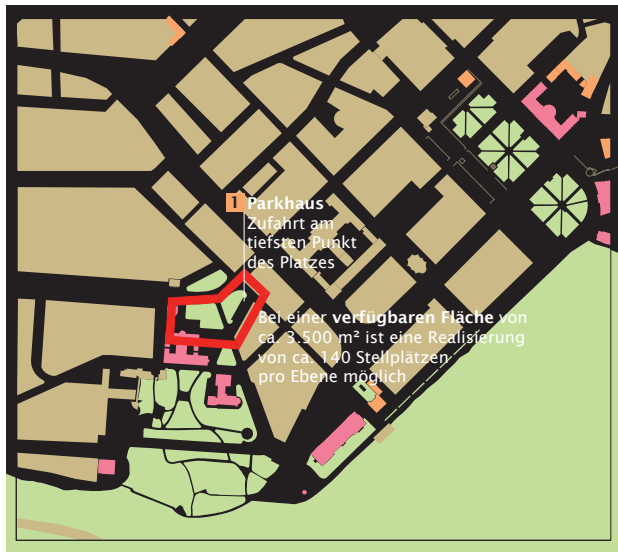 1 Parkhaus
Zufahrt am
tiefsten Punkt
des Platzes
Bei einer verfügbaren Fläche von
ca. 3.500 m² ist eine Realisierung
von ca. 140 Stellplätzen
pro Ebene möglich